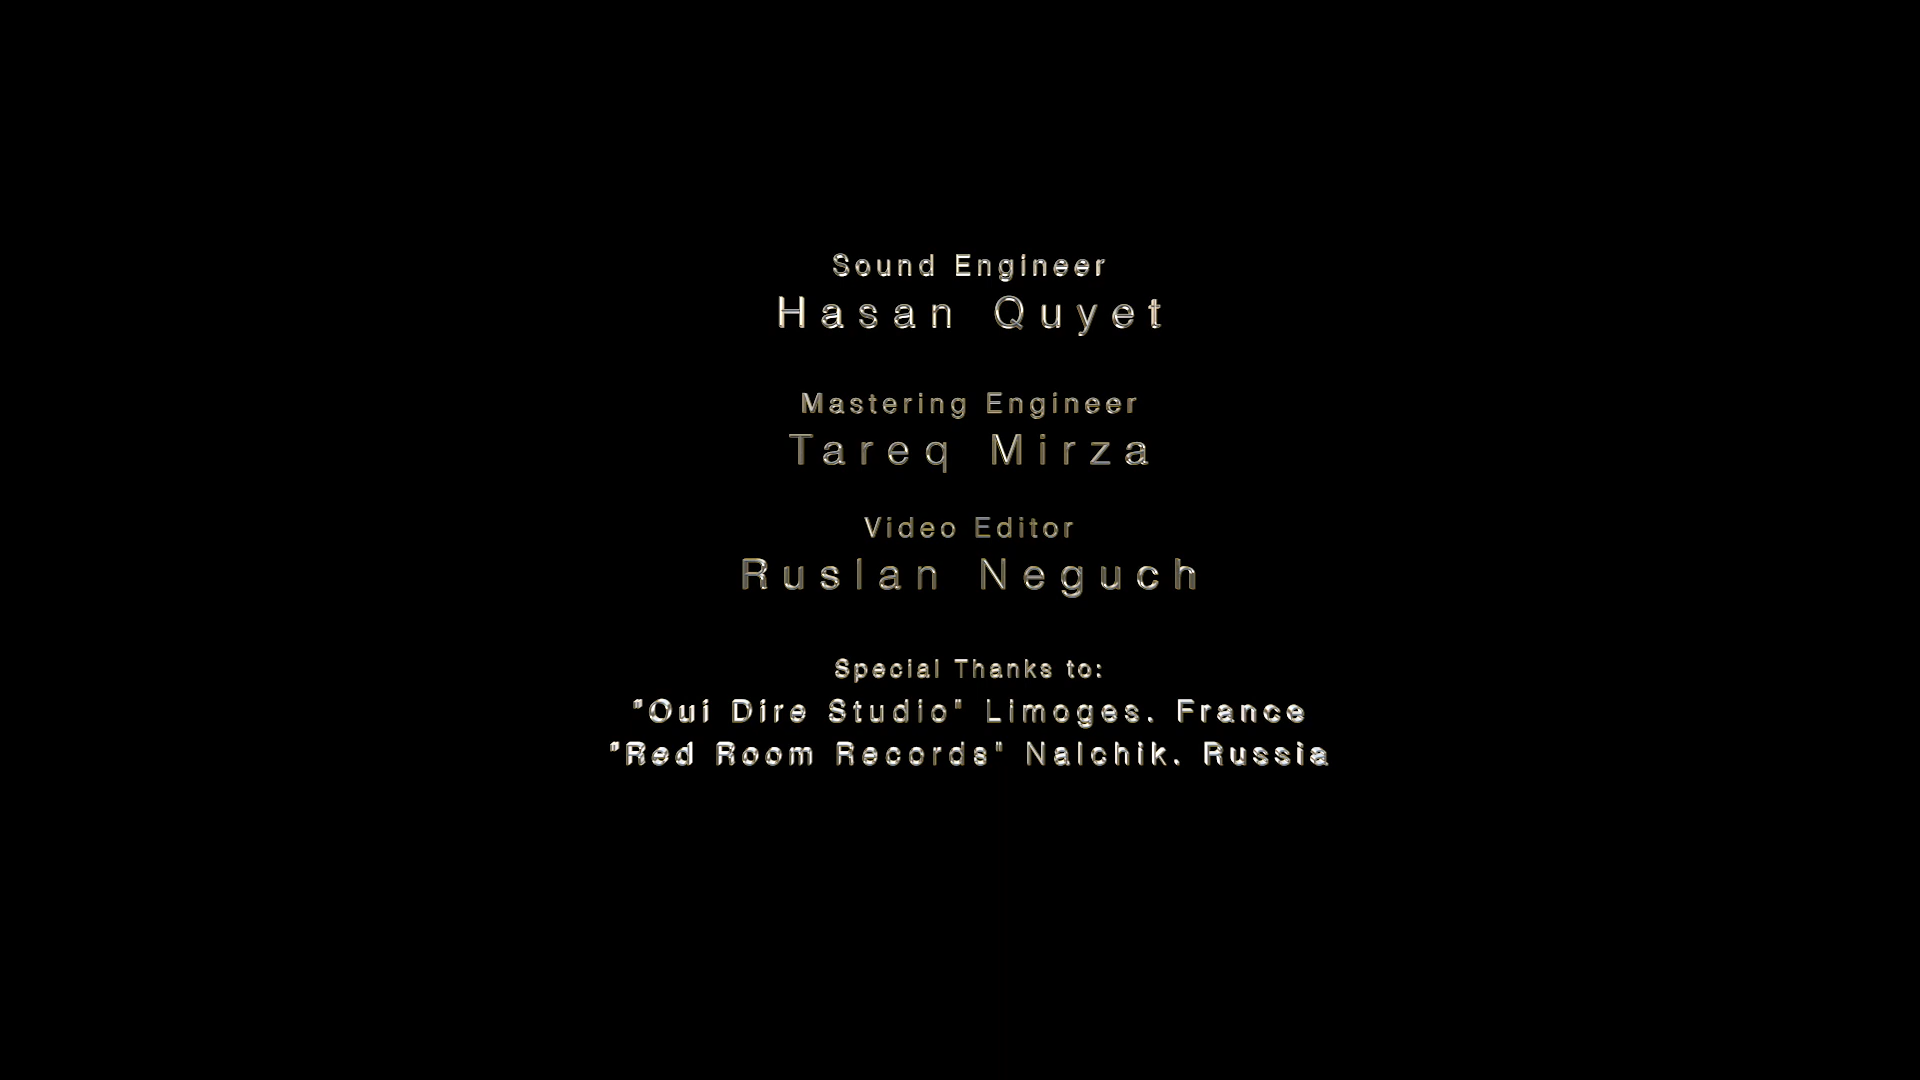 Sound Engineer
Hasan Quyet
Mastering Engineer
Tareq Mirza
Video Editor
Ruslan Neguch
Special Thanks to:
"Oui Dire Studio" Limoges. France
"Red Room Records" Nalchik. Russia